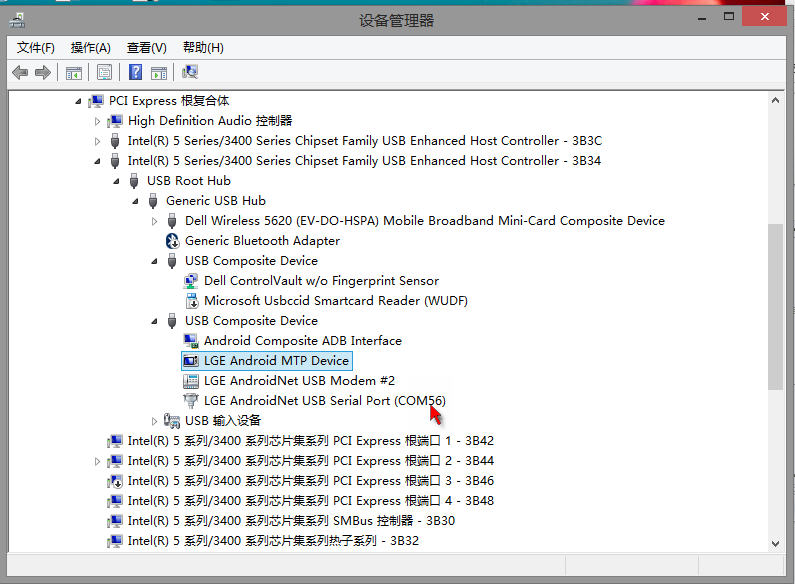 设备管理器
文件(F) 操作(A) 查看(V) 帮助(H)
PCI Express 根复合体
High Definition Audio 控制器
Intel(R) 5 Series/3400 Series Chipset Family USB Enhanced Host Controller - 3B3C
Intel(R) 5 Series/3400 Series Chipset Family USB Enhanced Host Controller - 3B34
USB Root Hub
Generic USB Hub
Dell Wireless 5620 (EV-DO-HSPA) Mobile Broadband Mini-Card Composite Device
Generic Bluetooth Adapter
USB Composite Device
Dell ControlVault w/o Fingerprint Sensor
Microsoft Usbccid Smartcard Reader (WUDF)
USB Composite Device
Android Composite ADB Interface
LGE Android MTP Device
LGE AndroidNet USB Modem #2
LGE AndroidNet USB Serial Port (COM56)
USB 输入设备
Intel(R) 5 系列/3400 系列芯片集系列 PCI Express 根端口 1 - 3B42
Intel(R) 5 系列/3400 系列芯片集系列 PCI Express 根端口 2 - 3B44
Intel(R) 5 系列/3400 系列芯片集系列 PCI Express 根端口 3 - 3B46
Intel(R) 5 系列/3400 系列芯片集系列 PCI Express 根端口 4 - 3B48
Intel(R) 5 系列/3400 系列芯片集系列 SMBus 控制器 - 3B30
Intel(R) 5 系列/3400 系列芯片集系列热子系列 - 3B32